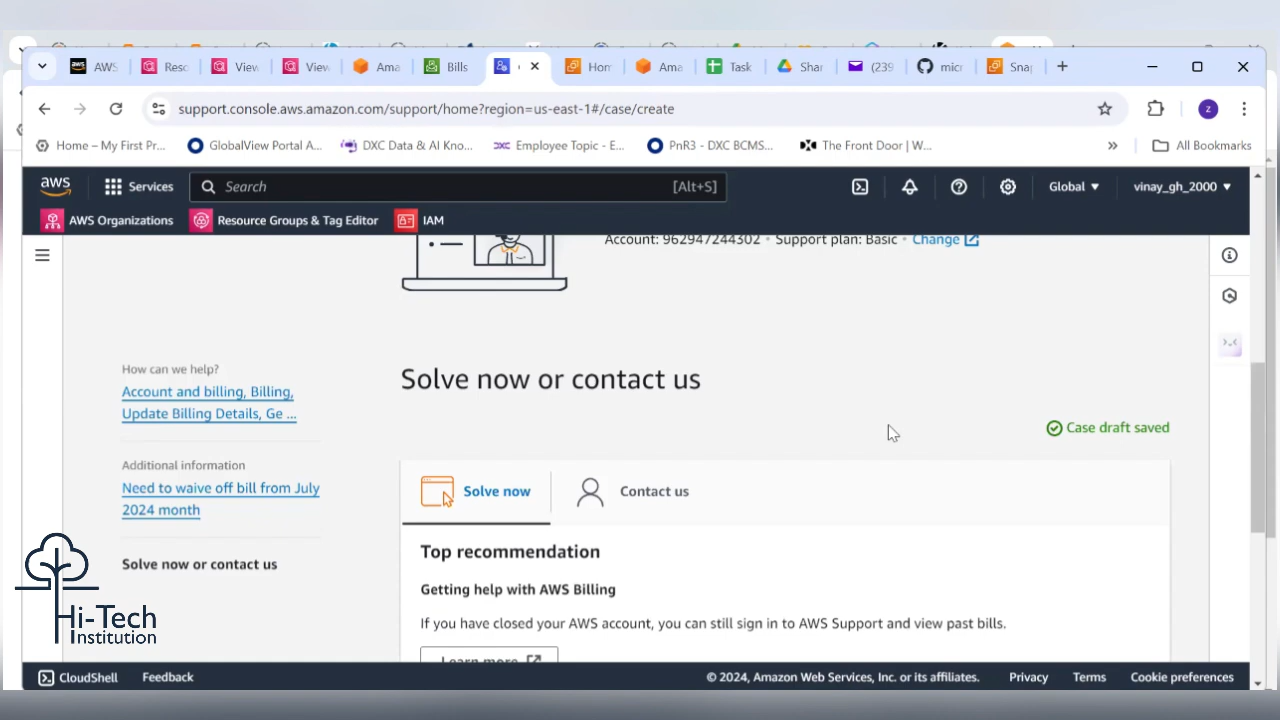 AWS
Resc
View
View
Ama
Bills
Hom
Ama
Task
Shar
(239
micr
Snap
support.console.aws.amazon.com/support/home?region=us-east-1#/case/create
z
Home – My First Pr...
GlobalView Portal A...
DXC Data & AI Kno...
Employee Topic - E...
PnR3 - DXC BCMS...
The Front Door | W...
»
All Bookmarks
aws
Services
Search
[Alt+S]
Global
vinay_gh_2000
AWS Organizations
Resource Groups & Tag Editor
IAM
Account: 962947244302 • Support plan: Basic • Change
How can we help?
Account and billing, Billing,
Update Billing Details, Ge ...
Additional information
Need to waive off bill from July
2024 month
Solve now or contact us
Solve now or contact us
Case draft saved
Solve now
Contact us
Top recommendation
Getting help with AWS Billing
If you have closed your AWS account, you can still sign in to AWS Support and view past bills.
Learn more
Hi-Tech
Institution
CloudShell
Feedback
© 2024, Amazon Web Services, Inc. or its affiliates.
Privacy
Terms
Cookie preferences